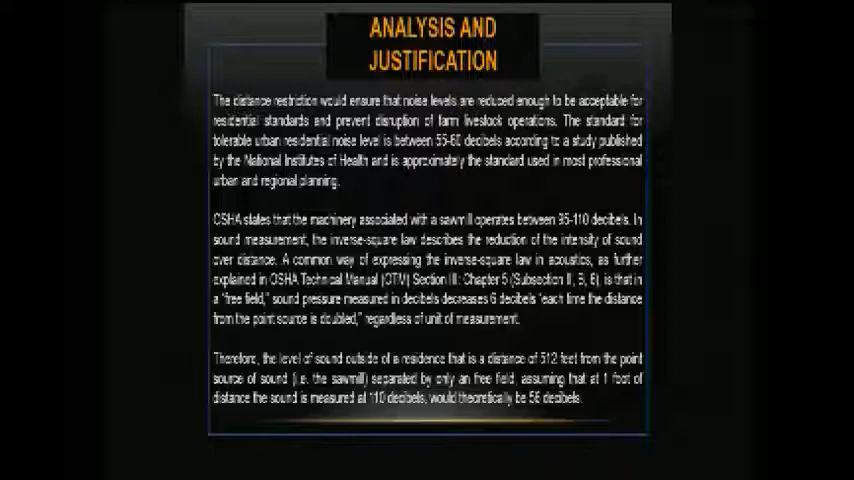 ANALYSIS AND
JUSTIFICATION
The distance restriction would ensure that noise levels are reduced enough to be acceptable for
residential standards and prevent disruption of farm livestock operations. The standard for
tolerable urban residential noise level is between 55-60 decibels according to a study published
by the National Institutes of Health and is approximately the standard used in most professional
urban and regional planning.
OSHA states that the machinery associated with a sawmill operates between 95-110 decibels. In
sound measurement, the inverse-square law describes the reduction of the intensity of sound
over distance. A common way of expressing the inverse-square law in acoustics, as further
explained in OSHA Technical Manual (OTM) Section III: Chapter 5 (Subsection II, B, 6), is that in
a "free field," sound pressure measured in decibels decreases 6 decibels "each time the distance
from the point source is doubled," regardless of unit of measurement.
Therefore, the level of sound outside of a residence that is a distance of 512 feet from the point
source of sound (i.e. the sawmill) separated by only an free field, assuming that at 1 foot of
distance the sound is measured at 110 decibels, would theoretically be 56 decibels.